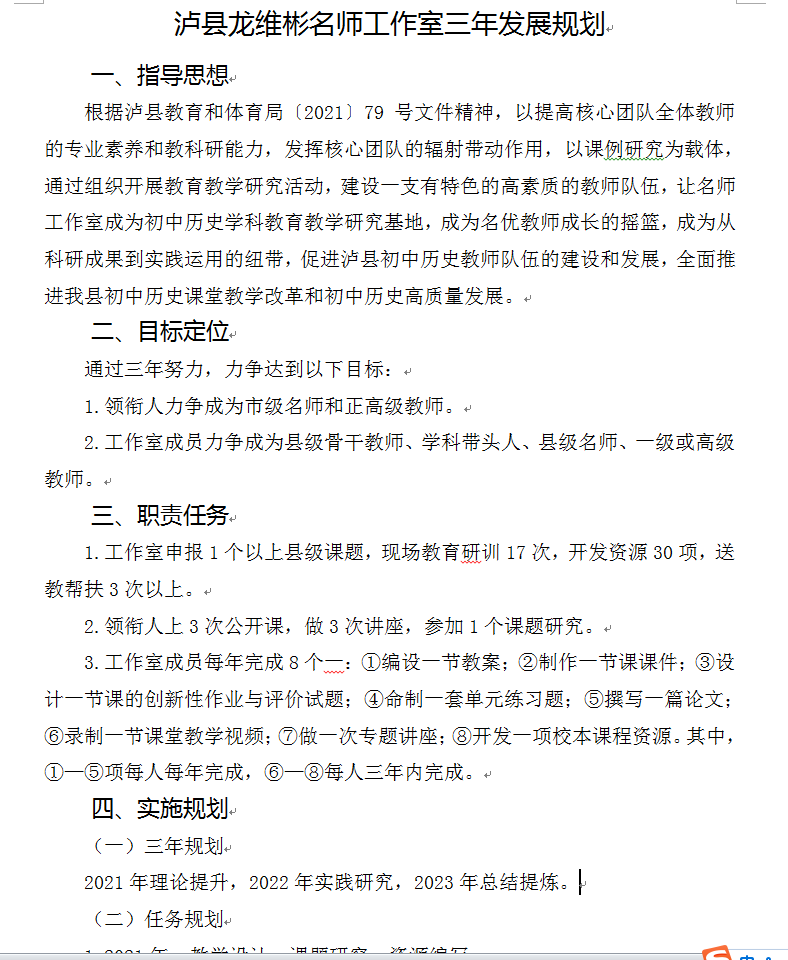 泸县龙维彬名师工作室三年发展规划
一、指导思想
根据泸县教育和体育局〔2021〕79 号文件精神，以提高核心团队全体教师
的专业素养和教科研能力，发挥核心团队的辐射带动作用，以课例研究为载体，
通过组织开展教育教学研究活动，建设一支有特色的高素质的教师队伍，让名师
工作室成为初中历史学科教育教学研究基地，成为名优教师成长的摇篮，成为从
科研成果到实践运用的纽带，促进泸县初中历史教师队伍的建设和发展，全面推
进我县初中历史课堂教学改革和初中历史高质量发展。
二、目标定位
通过三年努力，力争达到以下目标：
1.领衔人力争成为市级名师和正高级教师。
2.工作室成员力争成为县级骨干教师、学科带头人、县级名师、一级或高级
教师。
三、职责任务
1.工作室申报 1 个以上县级课题，现场教育研训 17 次，开发资源 30 项，送
教帮扶 3 次以上。
2.领衔人上 3 次公开课，做 3 次讲座，参加 1 个课题研究。
3.工作室成员每年完成 8 个一：①编设一节教案；②制作一节课课件；③设
计一节课的创新性作业与评价试题；④命制一套单元练习题；⑤撰写一篇论文；
⑥录制一节课堂教学视频；⑦做一次专题讲座；⑧开发一项校本课程资源。其中，
①—⑤项每人每年完成，⑥—⑧每人三年内完成。
四、实施规划
（一）三年规划
2021 年理论提升，2022 年实践研究，2023 年总结提炼。
（二）任务规划